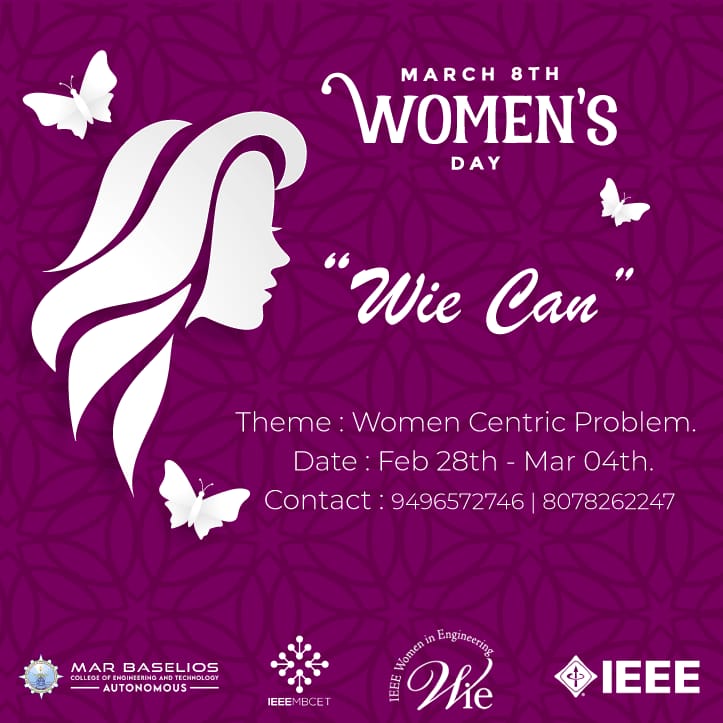 MARCH 8TH
WOMEN'S
DAY
“Wie Can”
Theme : Women Centric Problem.
Date : Feb 28th - Mar 04th.
Contact : 9496572746 | 8078262247
MAR BASELIOS
COLLEGE OF ENGINEERING AND TECHNOLOGY
AUTONOMOUS
IEEEMBCET
IEEE Women in Engineering
Wie
IEEE